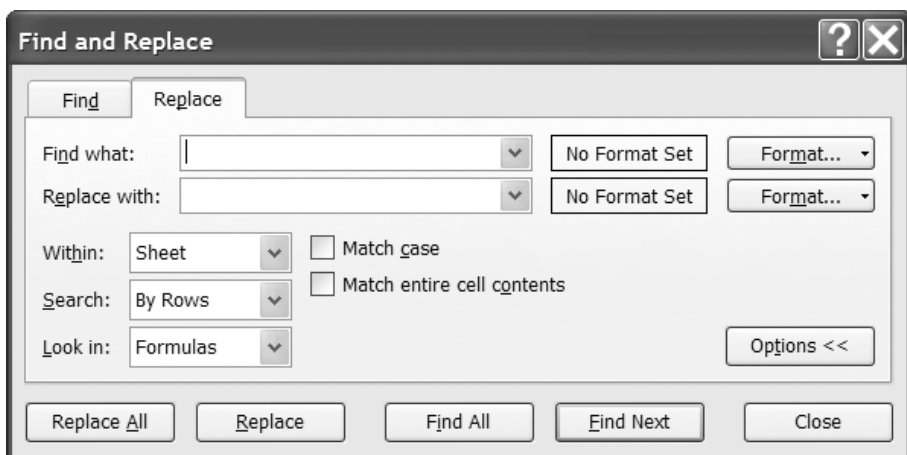 Find and Replace
Find Replace
Find what: No Format Set Format...
Replace with: No Format Set Format...
Within: Sheet Match case
Match entire cell contents
Search: By Rows
Look in: Formulas Options <<
Replace All Replace Find All Find Next Close